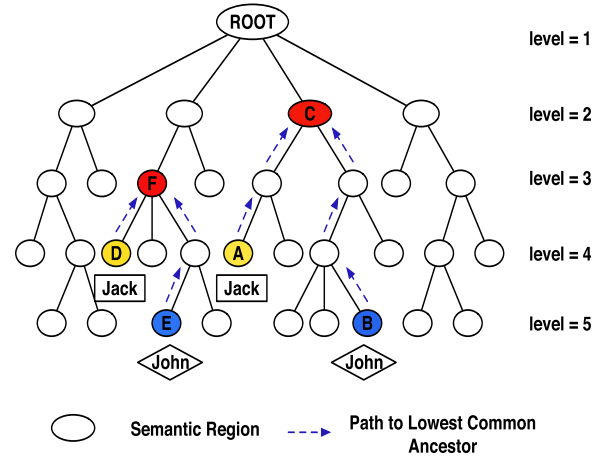 ROOT
level = 1
C
level = 2
F
level = 3
D
A
level = 4
Jack
Jack
E
B
level = 5
John
John
Semantic Region
Path to Lowest Common
Ancestor